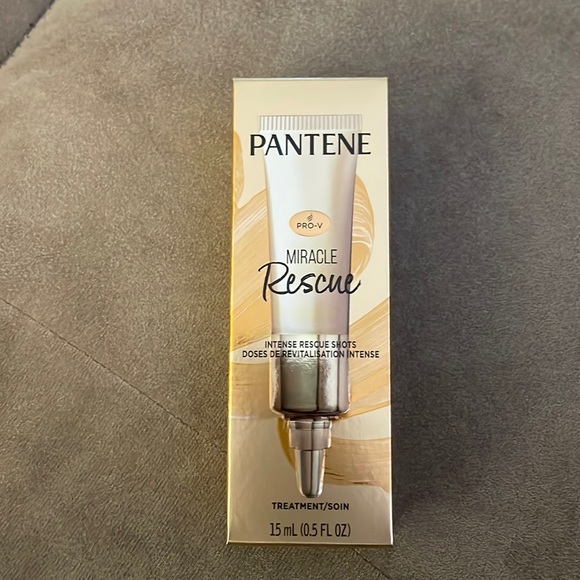 PANTENE
PRO-V
MIRACLE
Rescue
INTENSE RESCUE SHOTS
DOSES DE REVITALISATION INTENSE
TREATMENT/SOIN
15 mL (0.5 FL OZ)